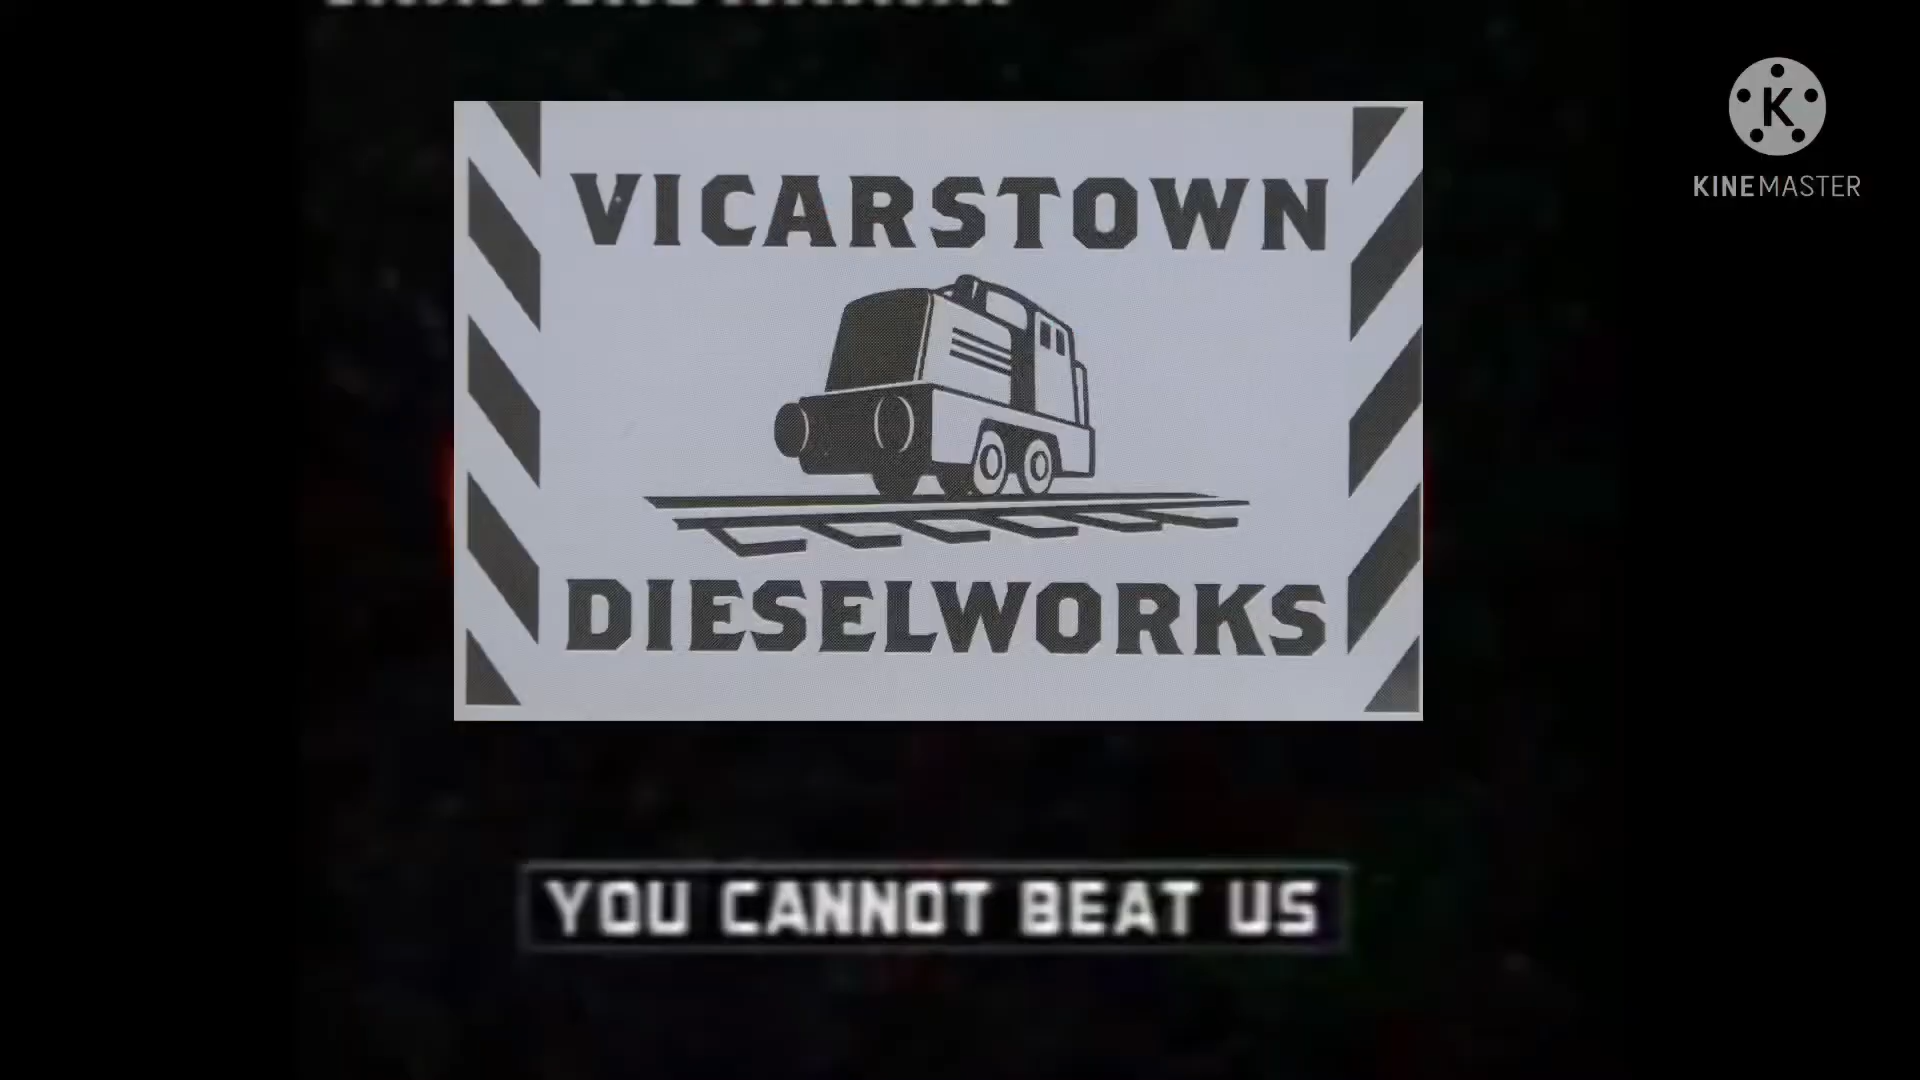 VICARSTOWN
DIESELWORKS
YOU CANNOT BEAT US
K
KINEMASTER